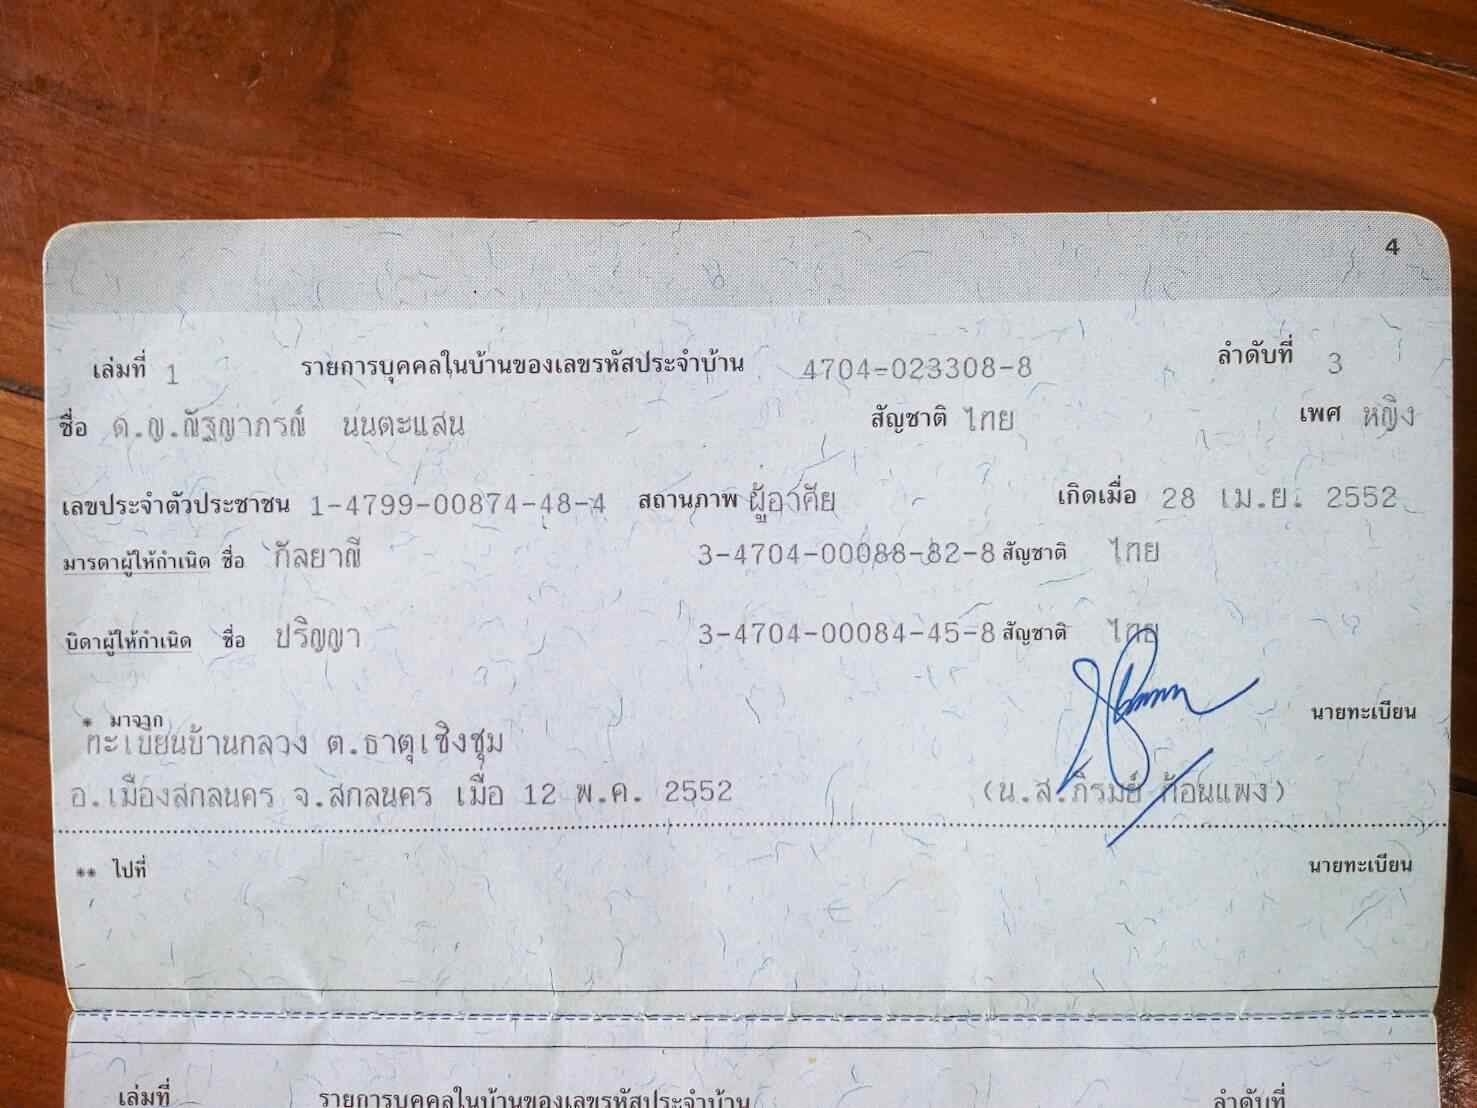 4
เล่มที่ 1 รายการบุคคลในบ้านของเลขรหัสประจำบ้าน 4704-023308-8 ลำดับที่ 3
ชื่อ ด.ญ.ณัฐญาภรณ์ นนตะแสน สัญชาติ ไทย เพศ หญิง
เลขประจำตัวประชาชน 1-4799-00874-48-4 สถานภาพ ผู้อาศัย เกิดเมื่อ 28 เม.ย. 2552
มารดาผู้ให้กำเนิด ชื่อ กัลยาณี 3-4704-00088-82-8 สัญชาติ ไทย
บิดาผู้ให้กำเนิด ชื่อ ปริญญา 3-4704-00084-45-8 สัญชาติ ไทย
* มาจาก นายทะเบียน
ทะเบียนบ้านกลวง ต.ธาตุเชิงชุม
อ.เมืองสกลนคร จ.สกลนคร เมื่อ 12 พ.ค. 2552 (น.ส.ภิรมย์ ก้อนแพง)
** ไปที่ นายทะเบียน
เล่มที่ รายการบุคคลในบ้านของเลขรหัสประจำบ้าน ลำดับที่